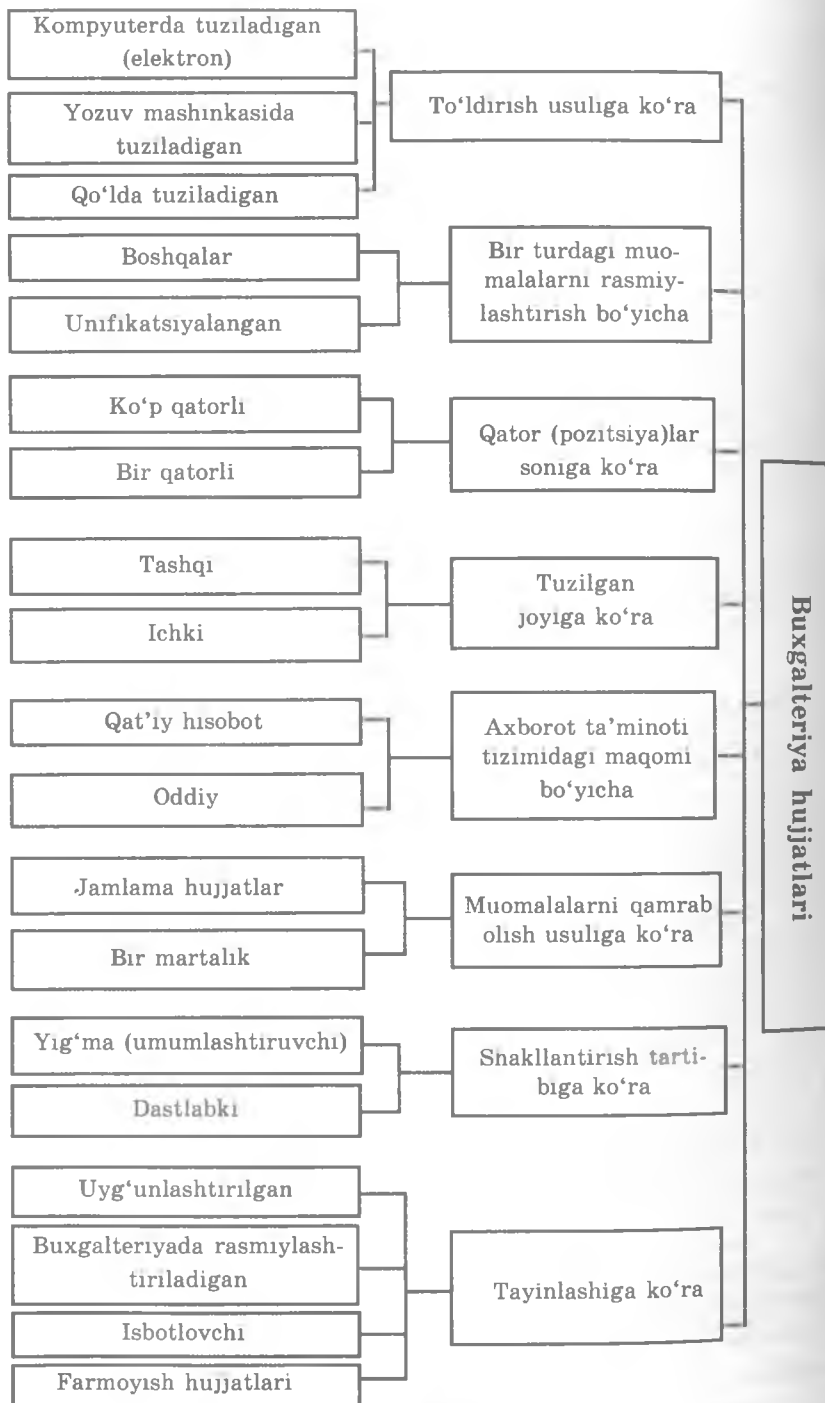 Kompyuterda tuziladigan
(elektron)
Yozuv mashinkasida
tuziladigan
Qo‘lda tuziladigan
To‘ldirish usuliga ko‘ra
Boshqalar
Unifikatsiyalangan
Bir turdagi muo-
malalarni rasmiy-
lashtirish bo‘yicha
Ko‘p qatorli
Bir qatorli
Qator (pozitsiya)lar
soniga ko‘ra
Tashqi
Ichki
Tuzilgan
joyiga ko‘ra
Qat’iy hisobot
Oddiy
Axborot ta’minoti
tizimidagi maqomi
bo‘yicha
Jamlama hujjatlar
Bir martalik
Muomalalarni qamrab
olish usuliga ko‘ra
Yig‘ma (umumlashtiruvchi)
Dastlabki
Shakllantirish tarti-
biga ko‘ra
Uyg‘unlashtirilgan
Buxgalteriyada rasmiylash-
tiriladigan
Isbotlovchi
Farmoyish hujjatlari
Tayinlashiga ko‘ra
Buxgalteriya hujjatlari